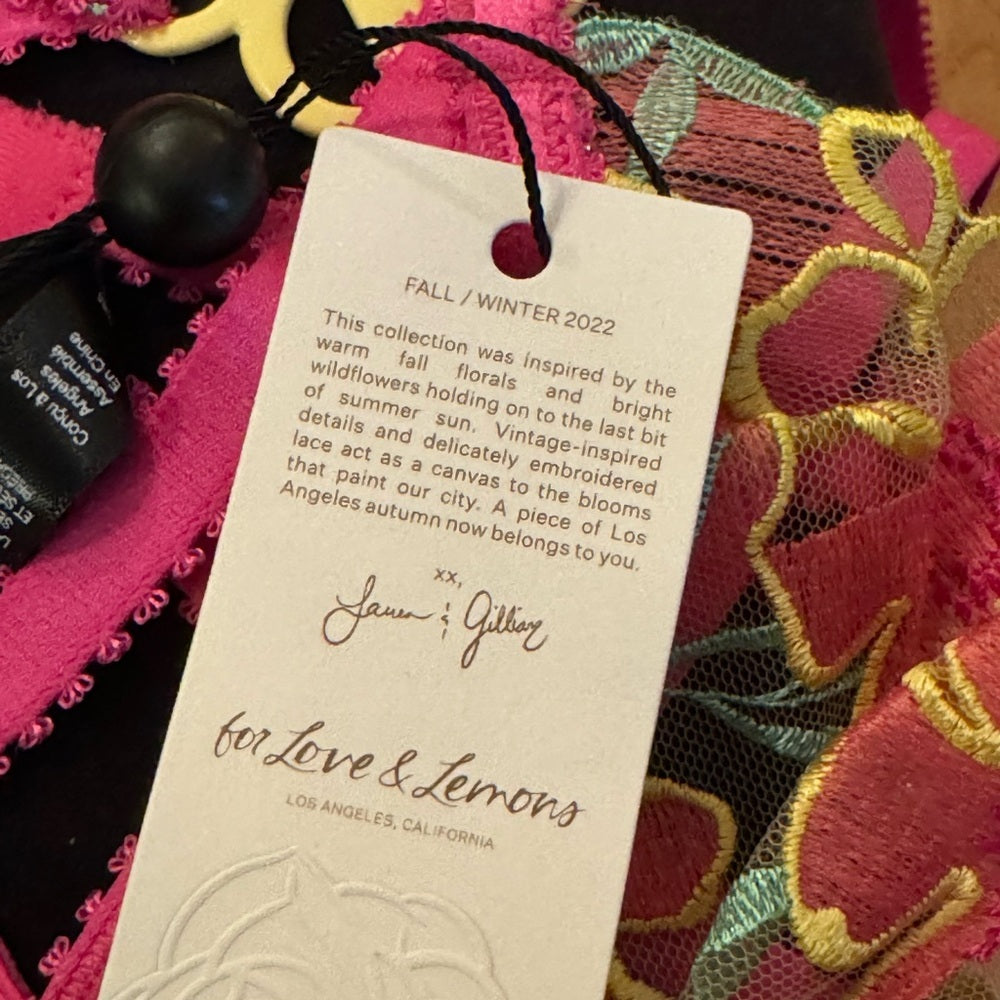 FALL / WINTER 2022
This collection was inspired by the
warm fall florals and bright
wildflowers holding on to the last bit
of summer sun. Vintage-inspired
details and delicately embroidered
lace act as a canvas to the blooms
that paint our city. A piece of Los
Angeles autumn now belongs to you.
xx,
Lauren & Gillian
for Love & Lemons
LOS ANGELES, CALIFORNIA
Conçu à Los
Angeles
Assemblé
En Chine